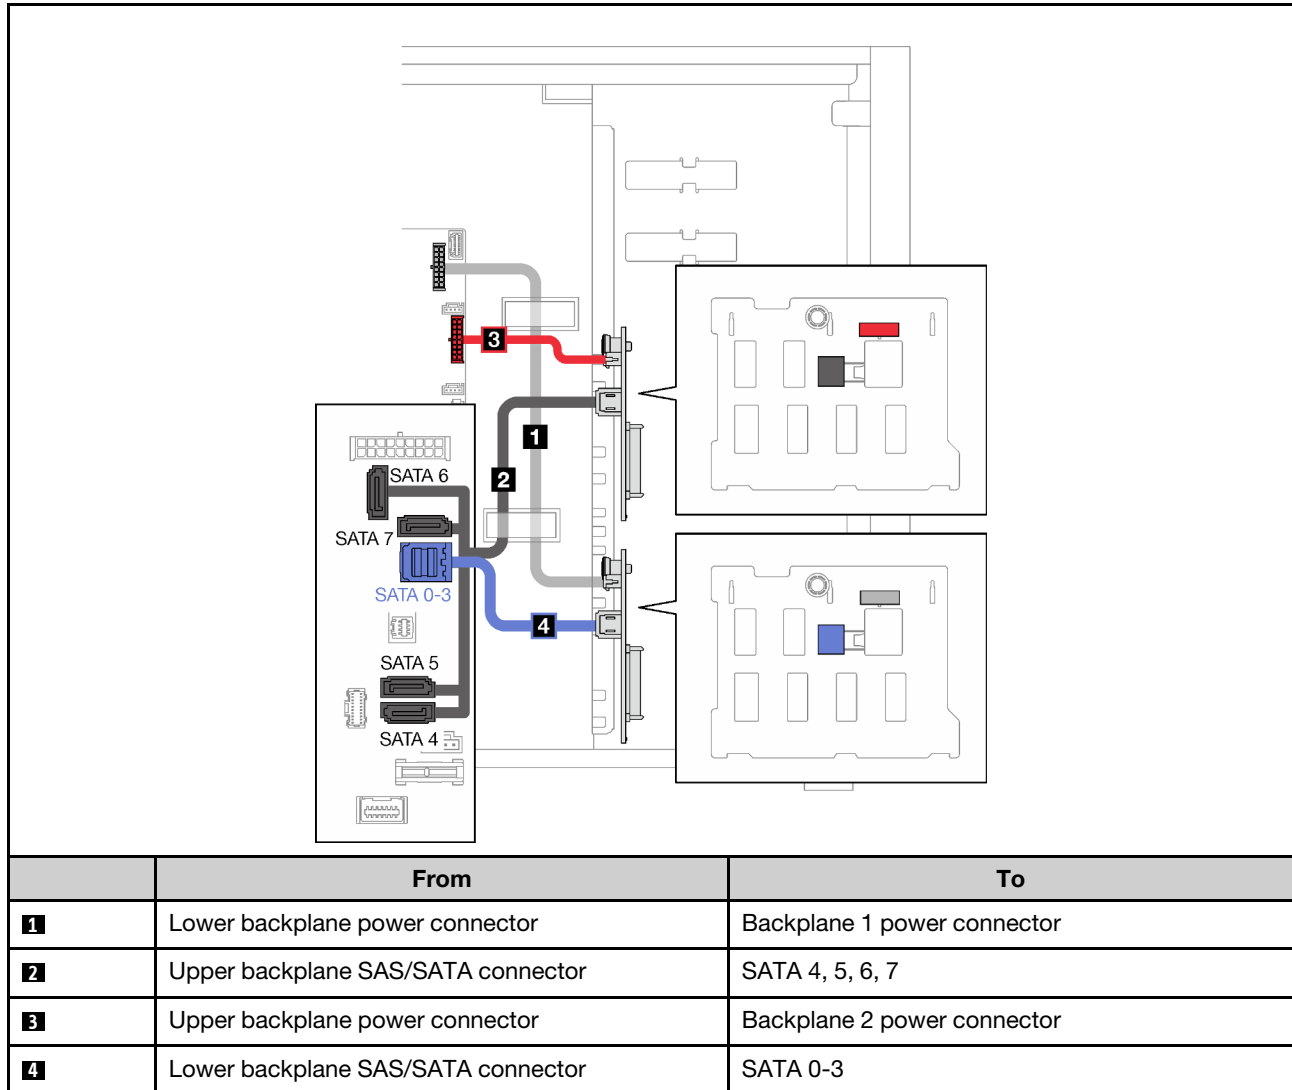 3
1
2
SATA 6
SATA 7
SATA 0-3
4
SATA 5
SATA 4
From To
1 Lower backplane power connector Backplane 1 power connector
2 Upper backplane SAS/SATA connector SATA 4, 5, 6, 7
3 Upper backplane power connector Backplane 2 power connector
4 Lower backplane SAS/SATA connector SATA 0-3